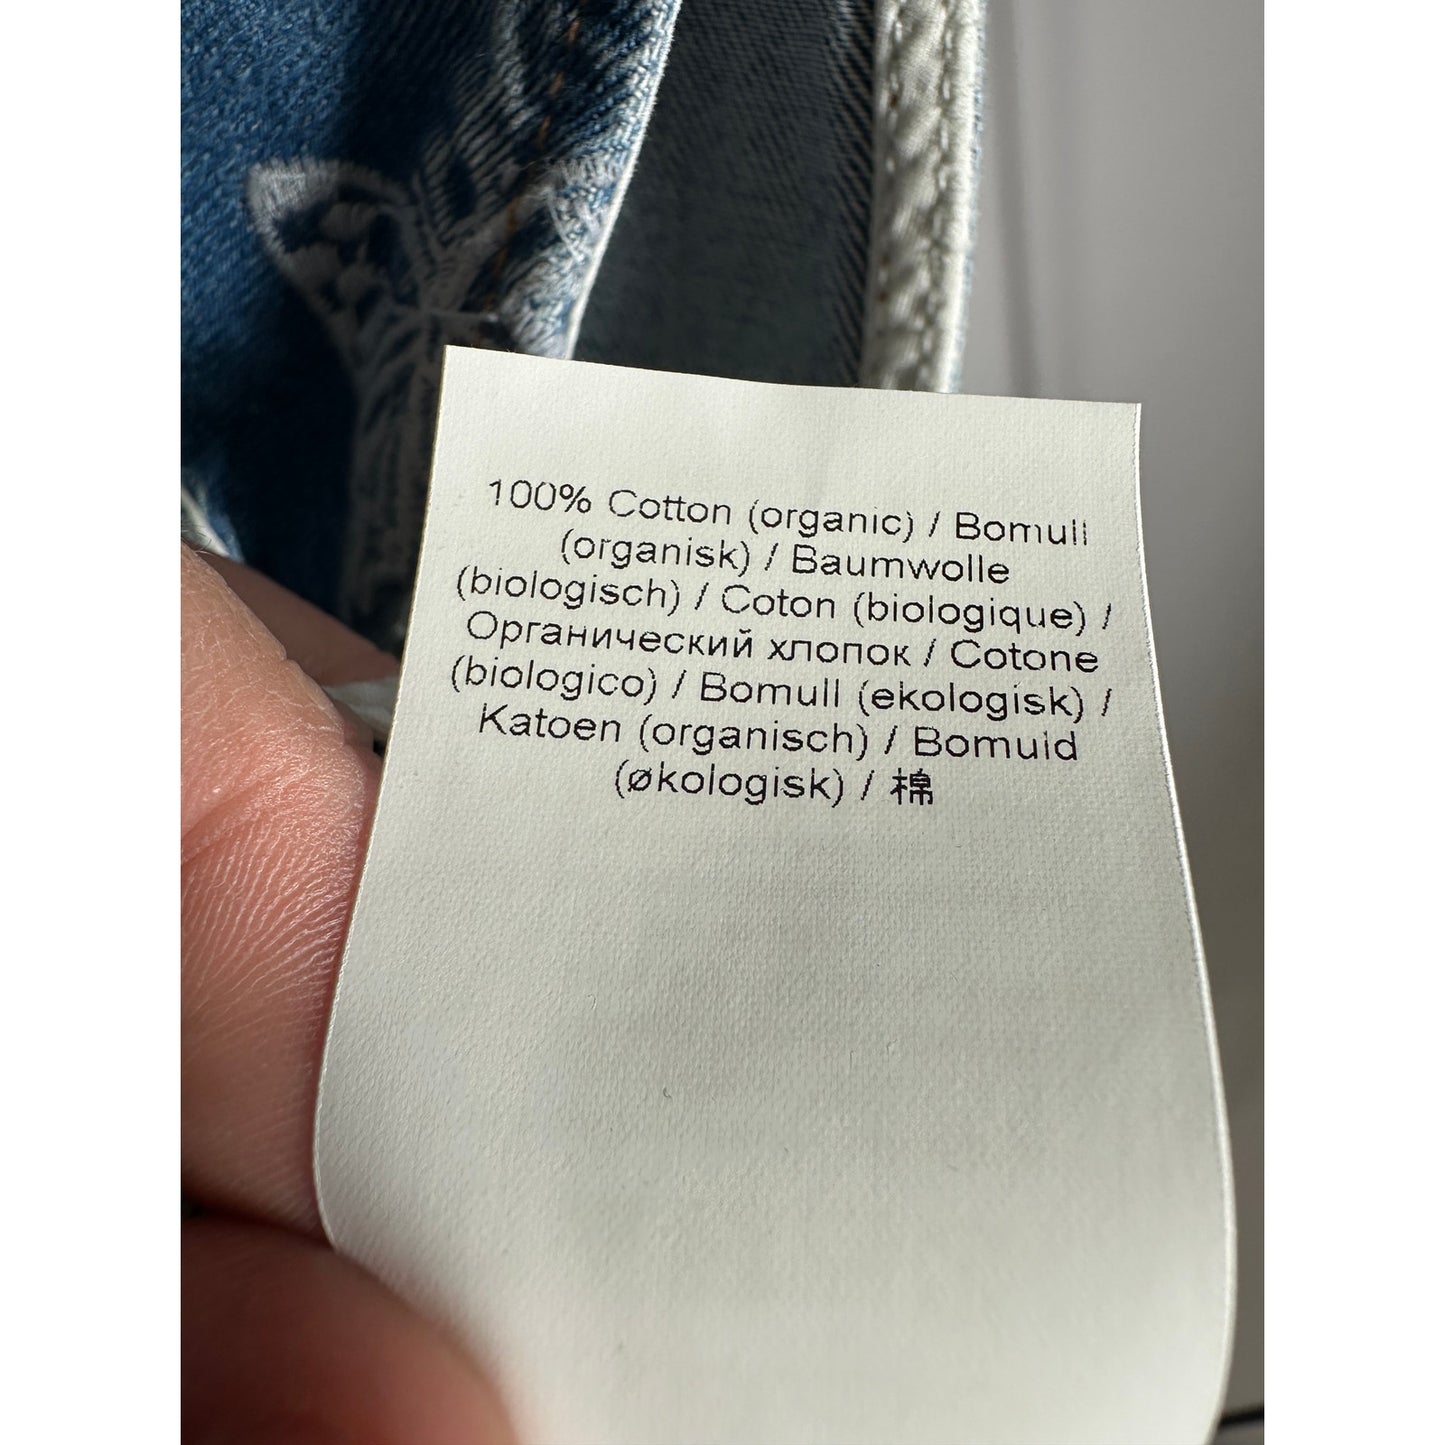 100% Cotton (organic) / Bomull
(organisk) / Baumwolle
(biologisch) / Coton (biologique) /
Органический хлопок / Cotone
(biologico) / Bomull (ekologisk) /
Katoen (organisch) / Bomuld
(økologisk) / 棉